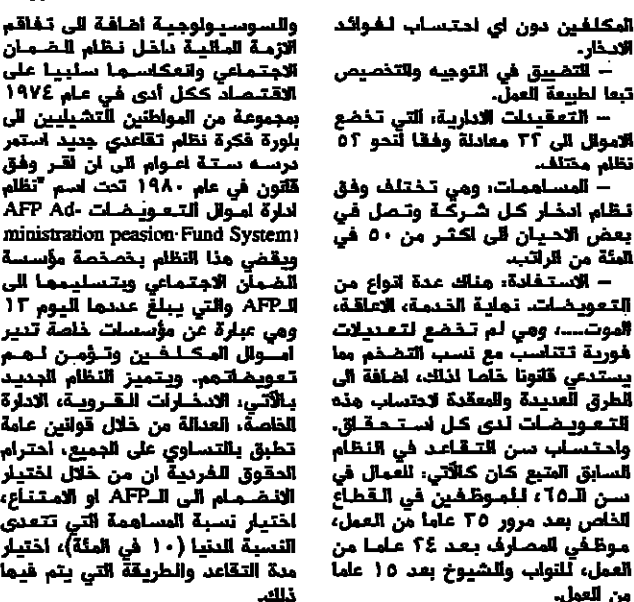 المكلفين دون اي احتساب لفوائد
الادخار.
– التضييق في التوجيه والتخصيص
تبعا لطبيعة العمل.
– التعقيدات الادارية: التي تخضع
الاموال الى ٢٢ معادلة وفقا لنحو ٥٢
نظام مختلف.
– المساهمات: وهي تختلف وفق
نظام ادخار كل شركة وتصل في
بعض الاحيان الى اكثر من ٥٠ في
المئة من الراتب.
– الاستفادة: هناك عدة انواع من
التعويضات. نهاية الخدمة، الاعاقة،
الموت....، وهي لم تخضع لتعديلات
فورية تتناسب مع نسب التضخم مما
يستدعي قانونا خاصا لذلك، اضافة الى
الطرق العديدة والمعقدة لاحتساب هذه
التعويضات لدى كل استحقاق.
واحتساب سن التقاعد في النظام
السابق المتبع كان كالآتي: للعمال في
سن الـ٦٥، للموظفين في القطاع
الخاص بعد مرور ٢٥ عاما من العمل،
موظفي المصارف بعد ٢٤ عاما من
العمل، للنواب وللشيوخ بعد ١٥ عاما
من العمل.
وللسوسيولوجية اضافة الى تفاقم
الازمة المالية داخل نظام الضمان
الاجتماعي وانعكاسها سلبيا على
الاقتصاد ككل أدى في عام ١٩٧٤
بمجموعة من المواطنين التشيليين الى
بلورة فكرة نظام تقاعدي جديد استمر
درسه ستة اعوام الى ان اقر وفق
قانون في عام ١٩٨٠ تحت اسم "نظام
ادارة اموال التعويضات AFP Ad-
ministration peasion·Fund System)
ويقضي هذا النظام بخصخصة مؤسسة
الضمان الاجتماعي ويتسليمها الى
الـAFP والتي يبلغ عددها اليوم ١٣
وهي عبارة عن مؤسسات خاصة تدير
اموال المكلفين وتؤمن لهم
تعويضاتهم. ويتميز النظام الجديد
بالآتي: الادخارات الفردية، الادارة
الخاصة، العدالة من خلال قوانين عامة
تطبق بالتساوي على الجميع، احترام
الحقوق الفردية ان من خلال اختيار
الانضمام الى الـAFP او الامتناع،
اختيار نسبة المساهمة التي تتعدى
النسبة الدنيا (١٠ في المئة)، اختيار
مدة التقاعد والطريقة التي يتم فيها
ذلك.